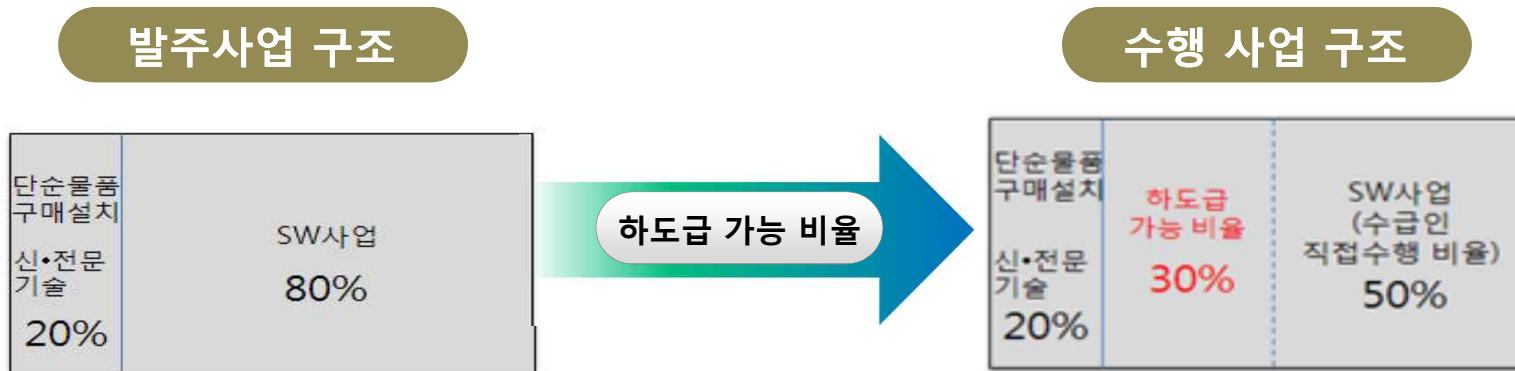 발주사업 구조
수행 사업 구조
단순물품
구매설치
신•전문
기술
20%
SW사업
80%
하도급 가능 비율
단순물품
구매설치
신•전문
기술
20%
하도급
가능 비율
30%
SW사업
(수급인
직접수행 비율)
50%